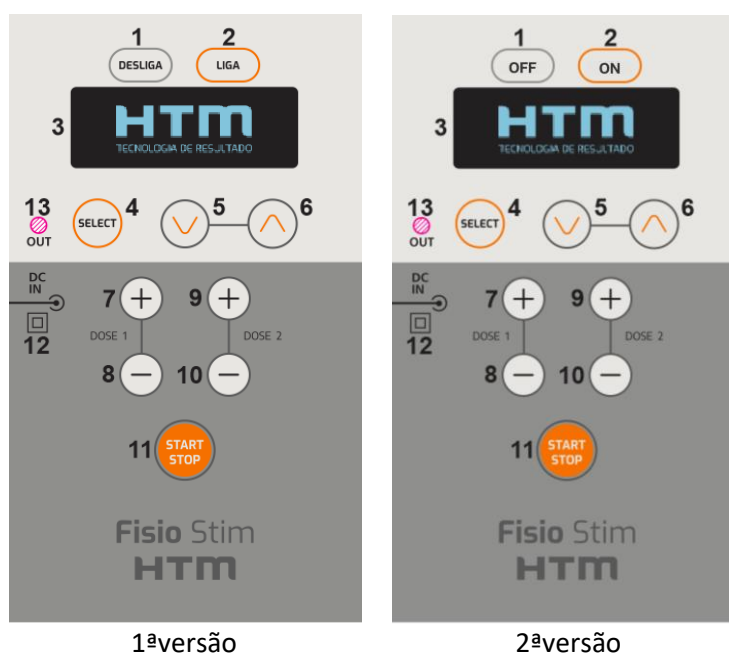 1 2
DESLIGA LIGA
3
HTM
TECNOLOGIA DE RESULTADO
13 4 5 6
SELECT
OUT
DC
IN
7 + 9 +
DOSE 1 DOSE 2
12
8 − 10 −
11 START
STOP
Fisio Stim
HTM
1ªversão
1 2
OFF ON
3
HTM
TECNOLOGIA DE RESULTADO
13 4 5 6
SELECT
OUT
DC
IN
7 + 9 +
DOSE 1 DOSE 2
12
8 − 10 −
11 START
STOP
Fisio Stim
HTM
2ªversão